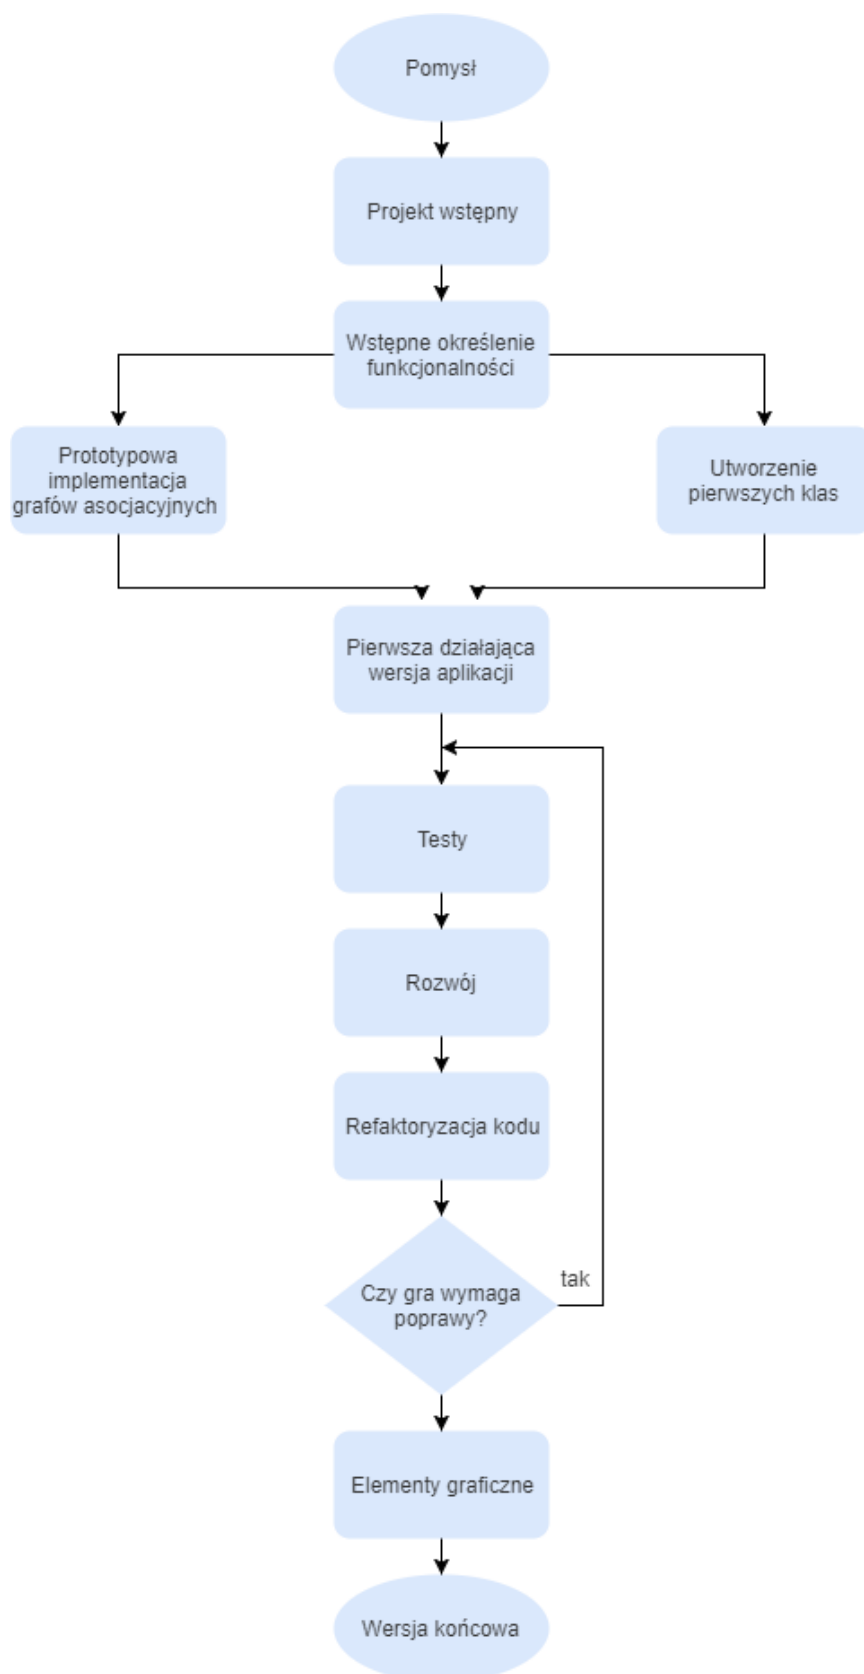 Pomysł
Projekt wstępny
Wstępne określenie
funkcjonalności
Prototypowa
implementacja
grafów asocjacyjnych
Utworzenie
pierwszych klas
Pierwsza działająca
wersja aplikacji
Testy
Rozwój
Refaktoryzacja kodu
Czy gra wymaga
poprawy?
tak
Elementy graficzne
Wersja końcowa